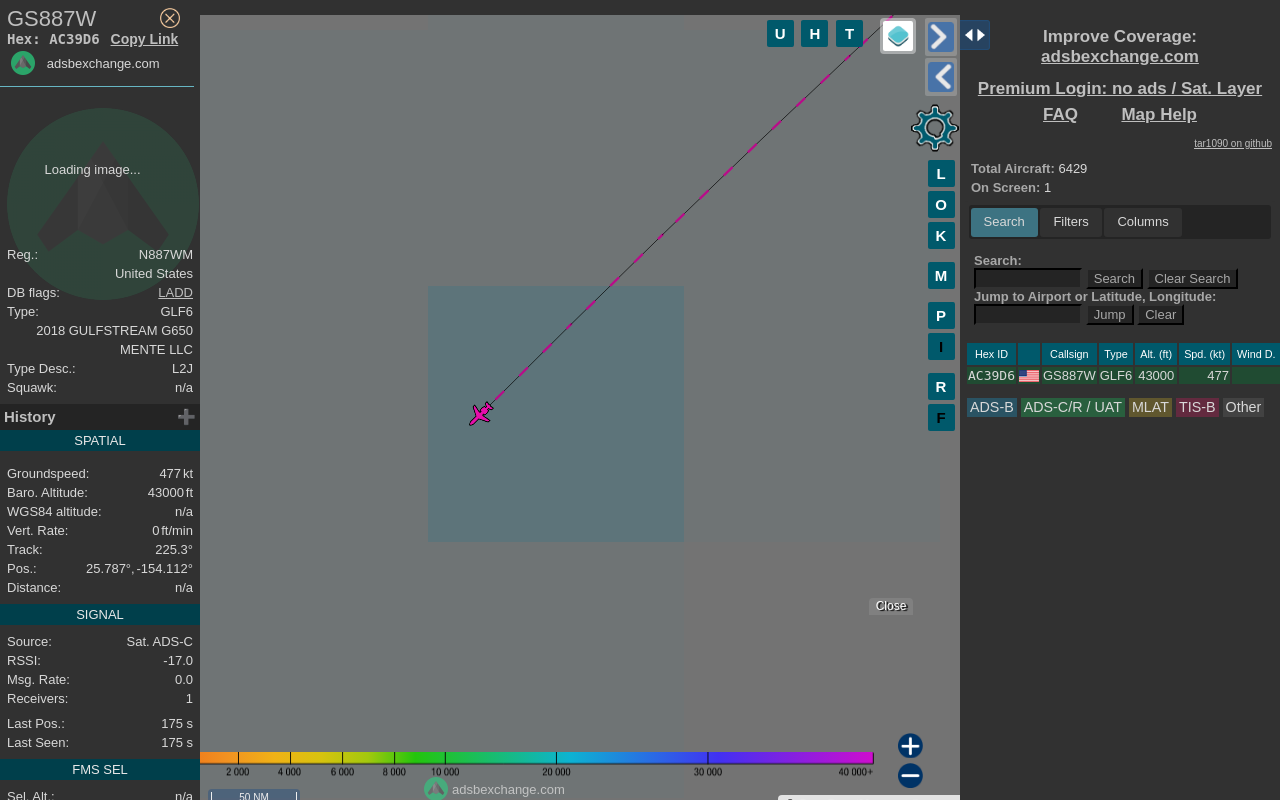 GS887W
Hex: AC39D6 Copy Link
adsbexchange.com
Loading image...
Reg.: N887WM
United States
DB flags: LADD
Type: GLF6
2018 GULFSTREAM G650
MENTE LLC
Type Desc.: L2J
Squawk: n/a
History
SPATIAL
Groundspeed: 477 kt
Baro. Altitude: 43000 ft
WGS84 altitude: n/a
Vert. Rate: 0 ft/min
Track: 225.3°
Pos.: 25.787°, -154.112°
Distance: n/a
SIGNAL
Source: Sat. ADS-C
RSSI: -17.0
Msg. Rate: 0.0
Receivers: 1
Last Pos.: 175 s
Last Seen: 175 s
FMS SEL
Sel. Alt.: n/a
U H T
L
O
K
M
P
I
R
F
Close
2 000 4 000 6 000 8 000 10 000 20 000 30 000 40 000+
adsbexchange.com
50 NM
Improve Coverage:
adsbexchange.com
Premium Login: no ads / Sat. Layer
FAQ Map Help
tar1090 on github
Total Aircraft: 6429
On Screen: 1
Search Filters Columns
Search:
Search Clear Search
Jump to Airport or Latitude, Longitude:
Jump Clear
Hex ID Callsign Type Alt. (ft) Spd. (kt) Wind D.
AC39D6 GS887W GLF6 43000 477
ADS-B ADS-C/R / UAT MLAT TIS-B Other